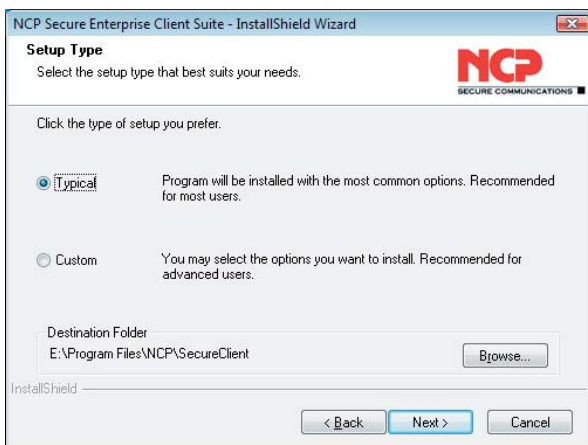 NCP Secure Enterprise Client Suite - InstallShield Wizard
Setup Type
Select the setup type that best suits your needs.
NCP
SECURE COMMUNICATIONS
Click the type of setup you prefer.
Typical
Program will be installed with the most common options. Recommended
for most users.
Custom
You may select the options you want to install. Recommended for
advanced users.
Destination Folder
E:\Program Files\NCP\SecureClient
Browse...
InstallShield
< Back
Next >
Cancel